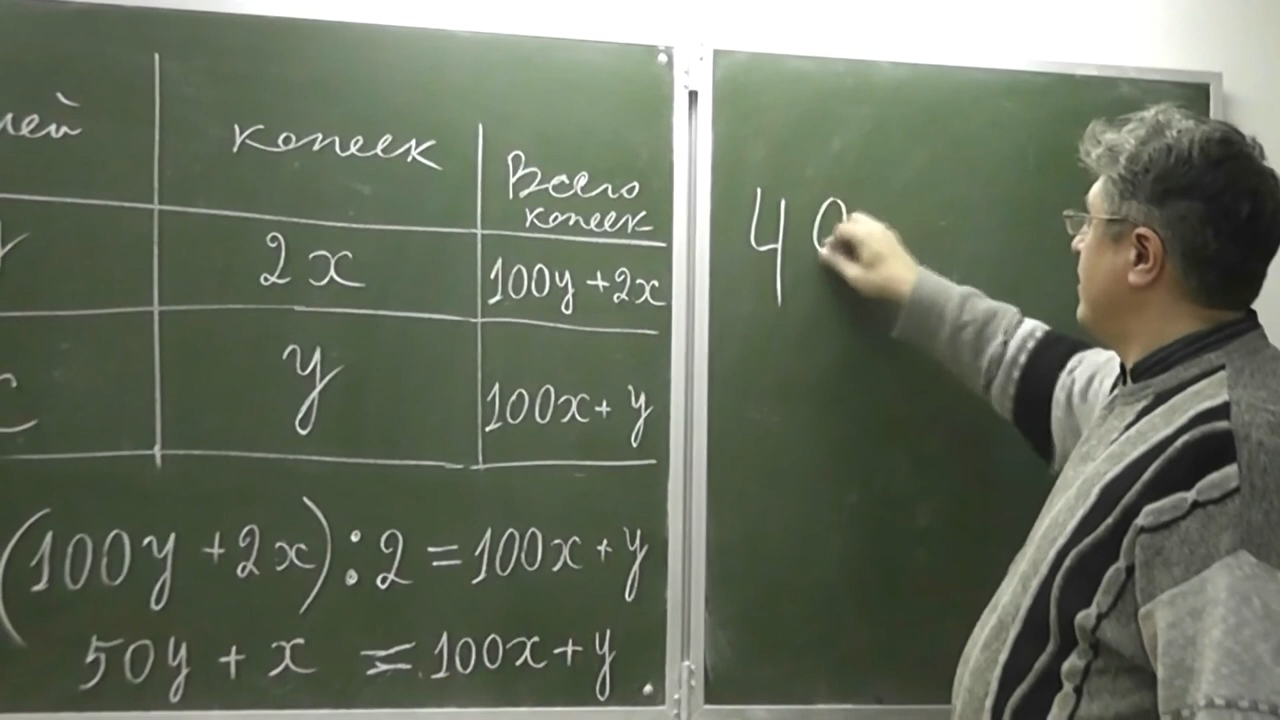 копеек
Всего
копеек
2x
100y+2x
y
100x+y
(100y+2x):2=100x+y
50y+x=100x+y
4